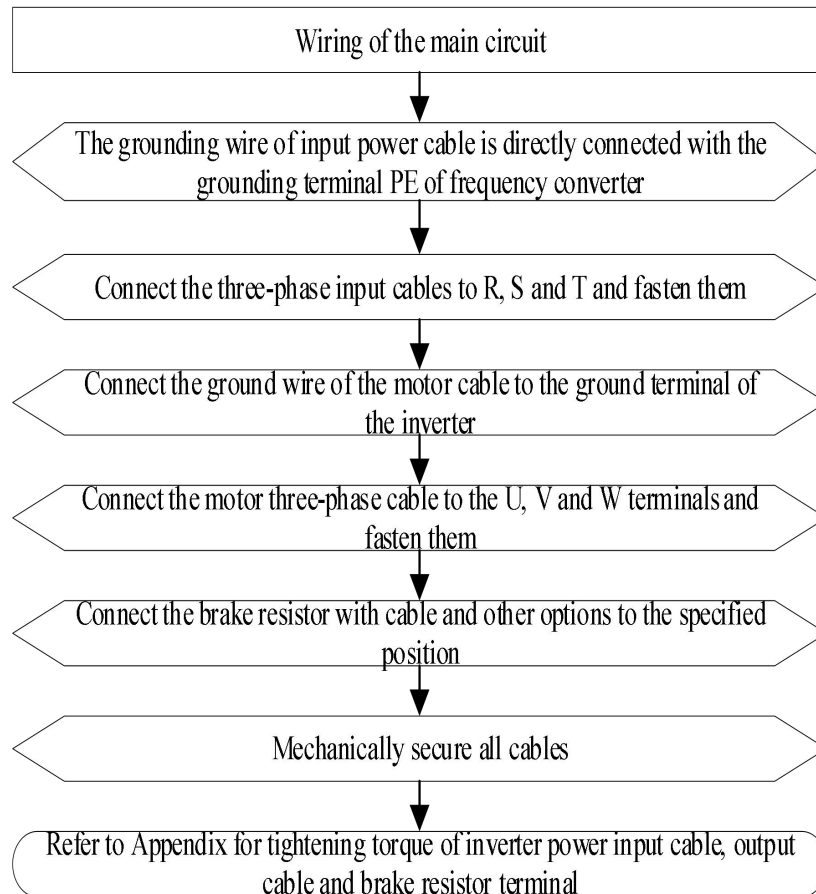 Wiring of the main circuit
The grounding wire of input power cable is directly connected with the
grounding terminal PE of frequency converter
Connect the three-phase input cables to R, S and T and fasten them
Connect the ground wire of the motor cable to the ground terminal of
the inverter
Connect the motor three-phase cable to the U, V and W terminals and
fasten them
Connect the brake resistor with cable and other options to the specified
position
Mechanically secure all cables
Refer to Appendix for tightening torque of inverter power input cable, output
cable and brake resistor terminal